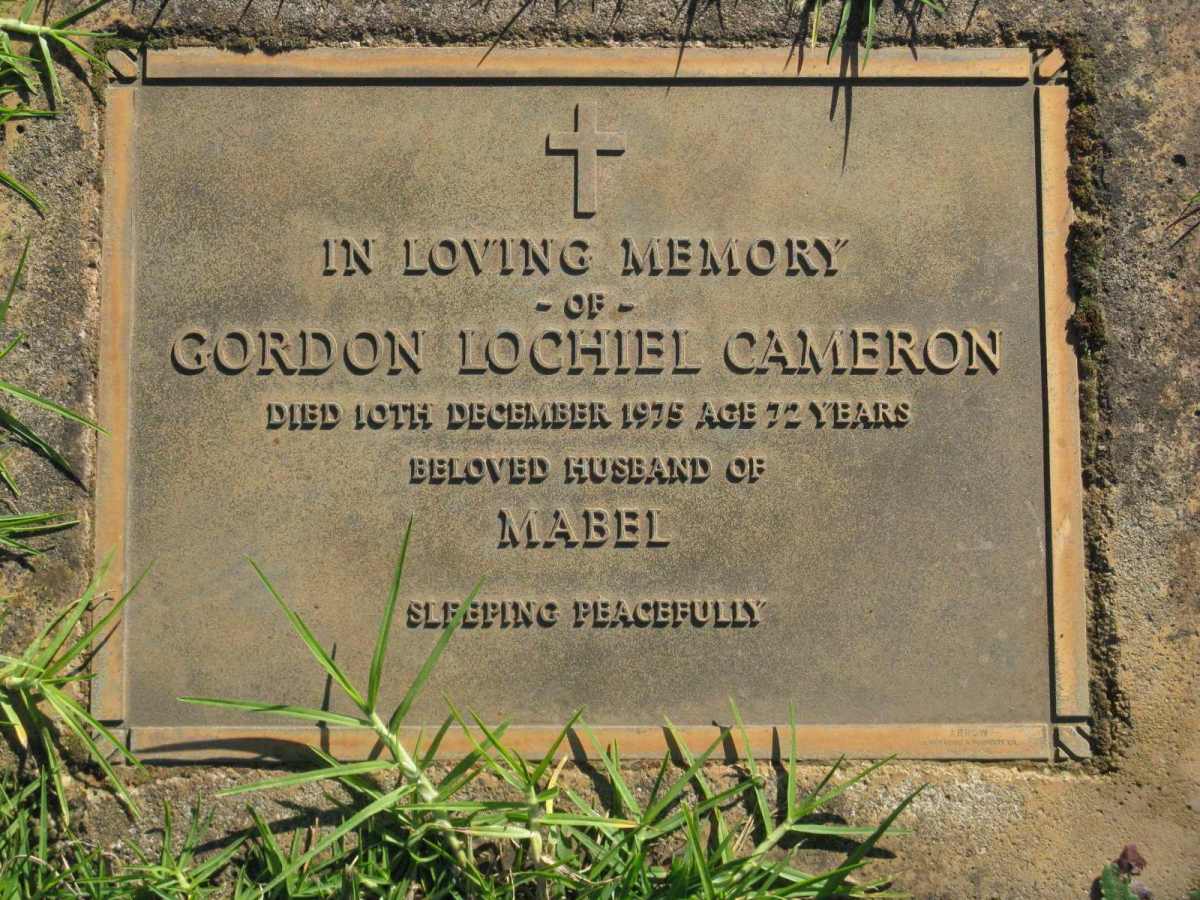 IN LOVING MEMORY
- OF -
GORDON LOCHIEL CAMERON
DIED 10TH DECEMBER 1975 AGE 72 YEARS
BELOVED HUSBAND OF
MABEL
SLEEPING PEACEFULLY
ARROW